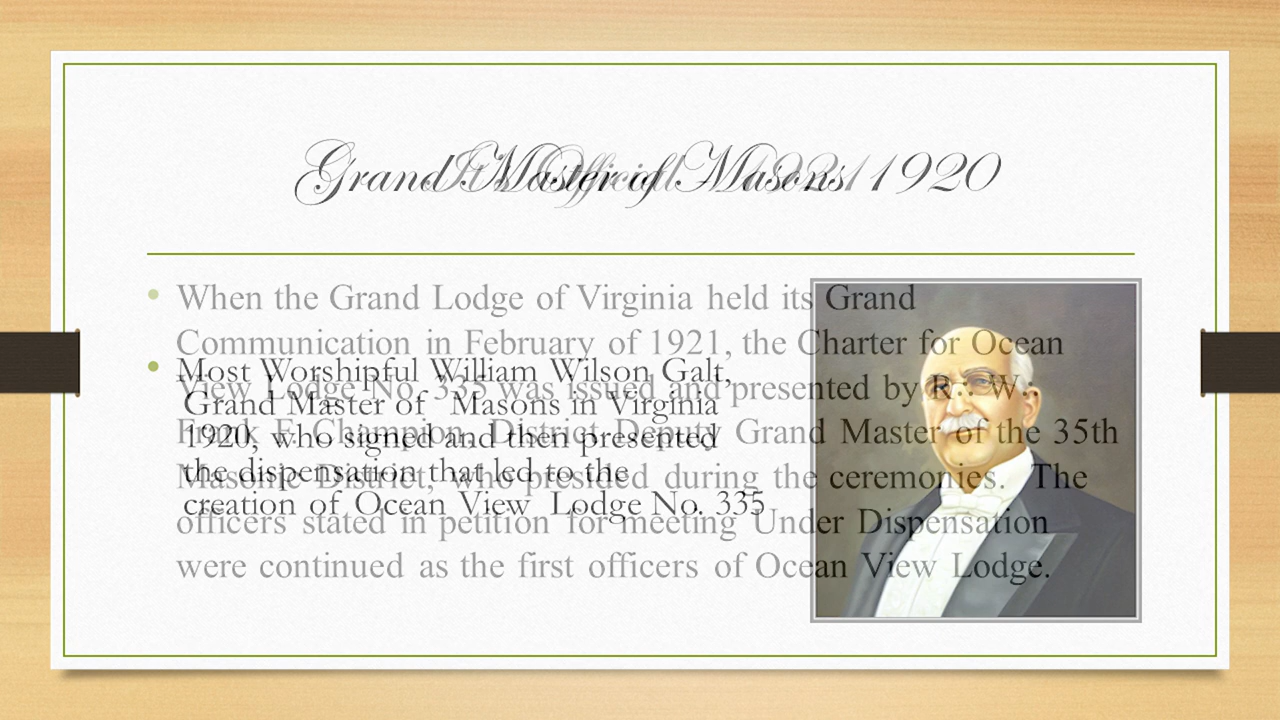 Grand Master of Masons 1920
It's Official - 1921
When the Grand Lodge of Virginia held its Grand
Communication in February of 1921, the Charter for Ocean
View Lodge No. 335 was issued and presented by R∴ W.
E. Champion, District Deputy Grand Master of the 35th
Masonic District, who presided during the ceremonies. The
officers stated in petition for meeting Under Dispensation
were continued as the first officers of Ocean View Lodge.
Most Worshipful William Wilson Galt,
Grand Master of Masons in Virginia
1920, who signed and then presented
the dispensation that led to the
creation of Ocean View Lodge No. 335